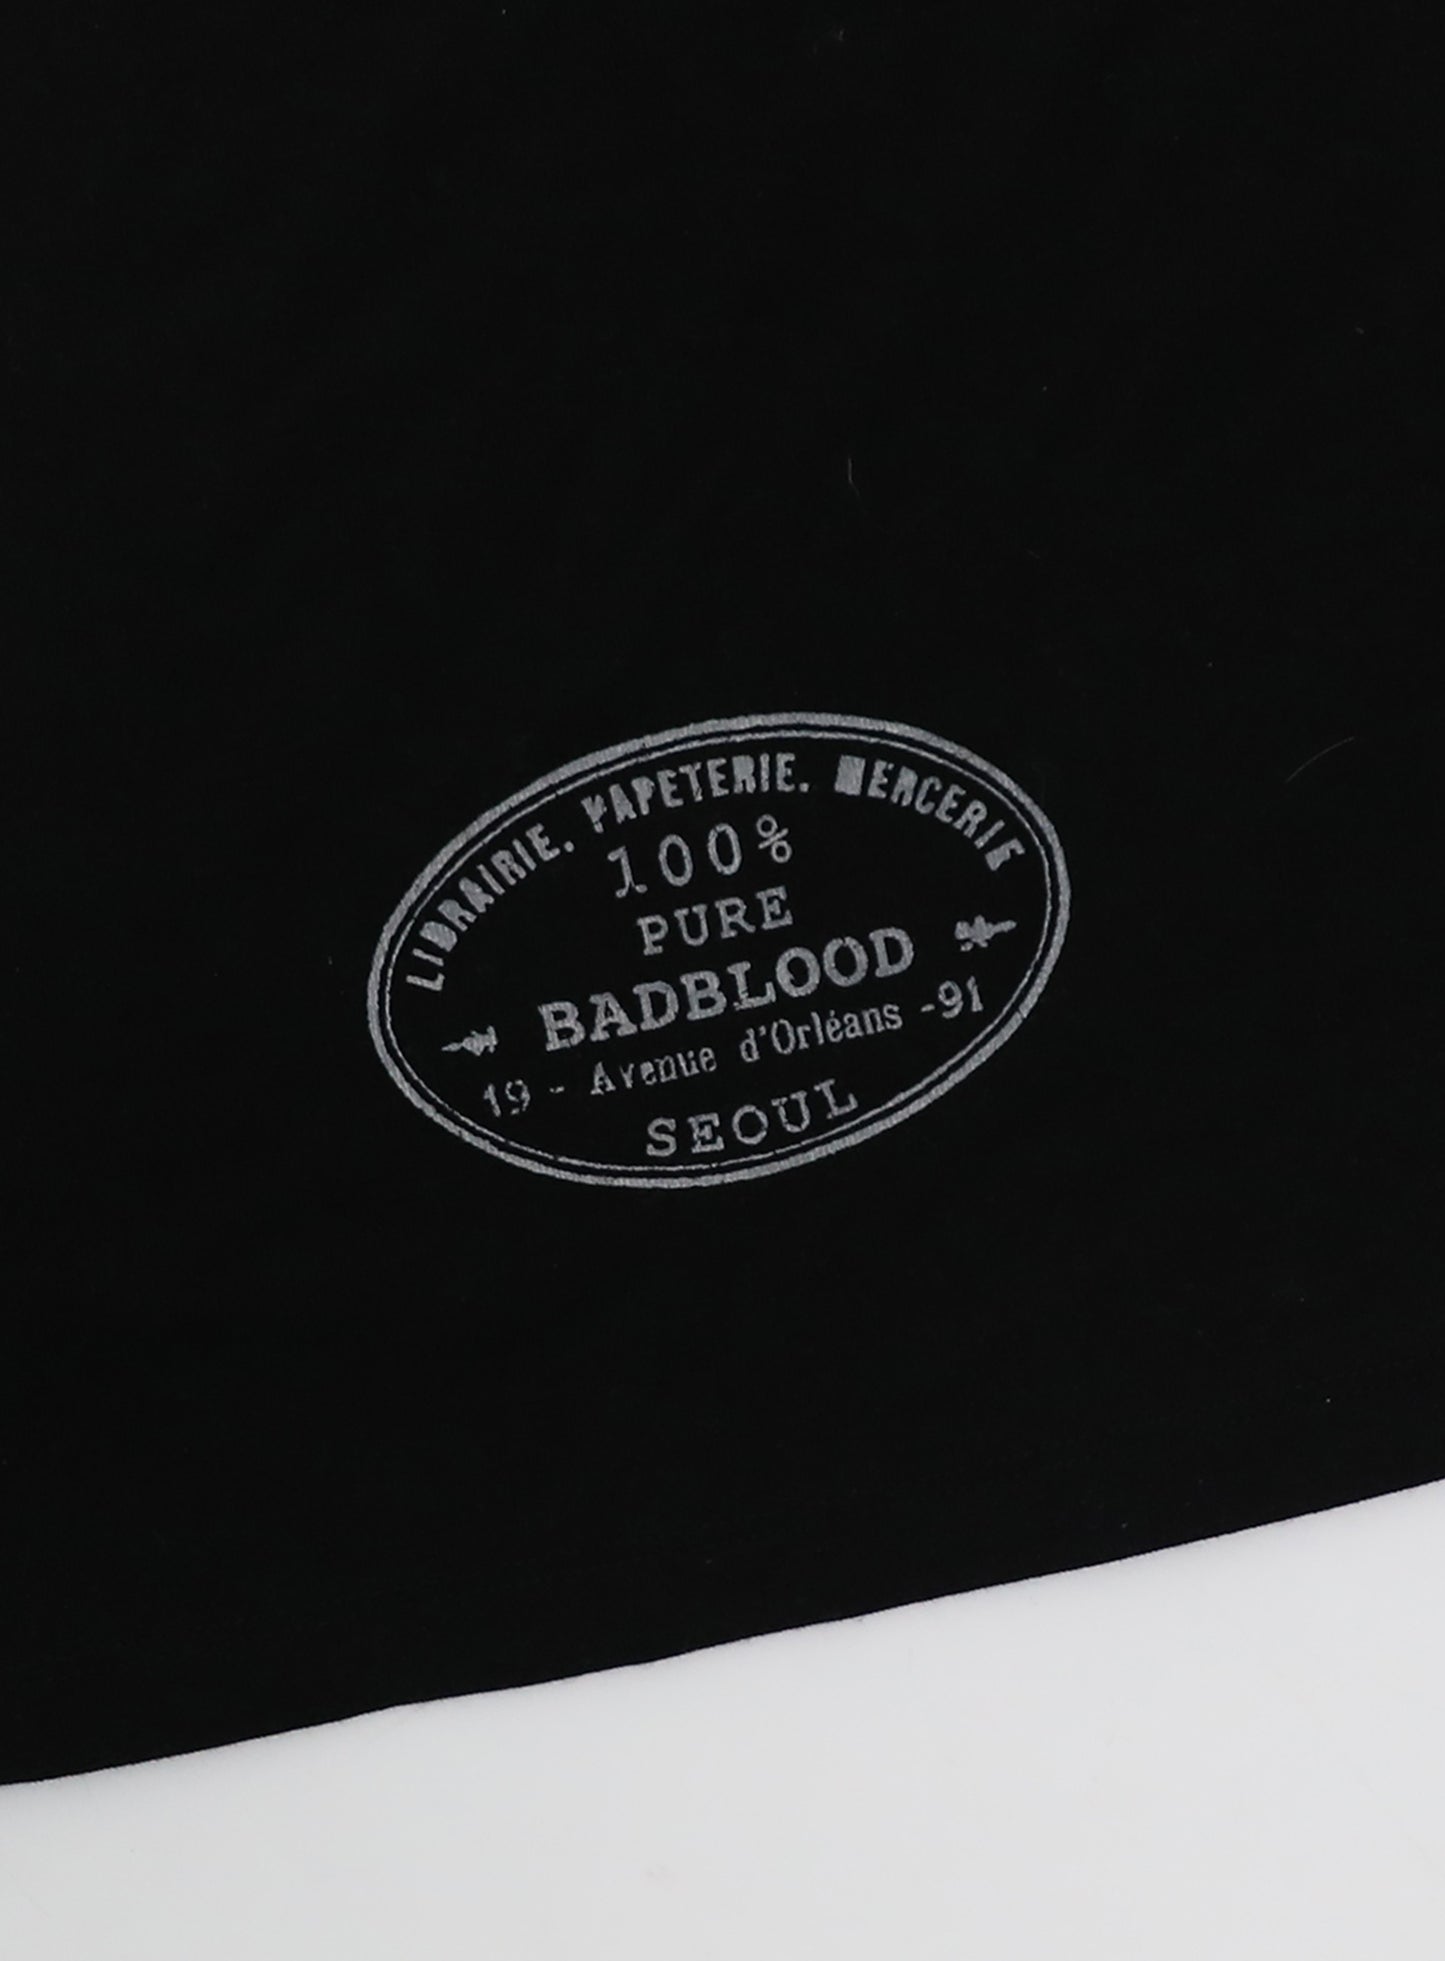 LIBRAIRIE. PAPETERIE. MERCERIE
100%
PURE
BADBLOOD
19 - Avenue d'Orléans - 91
SEOUL